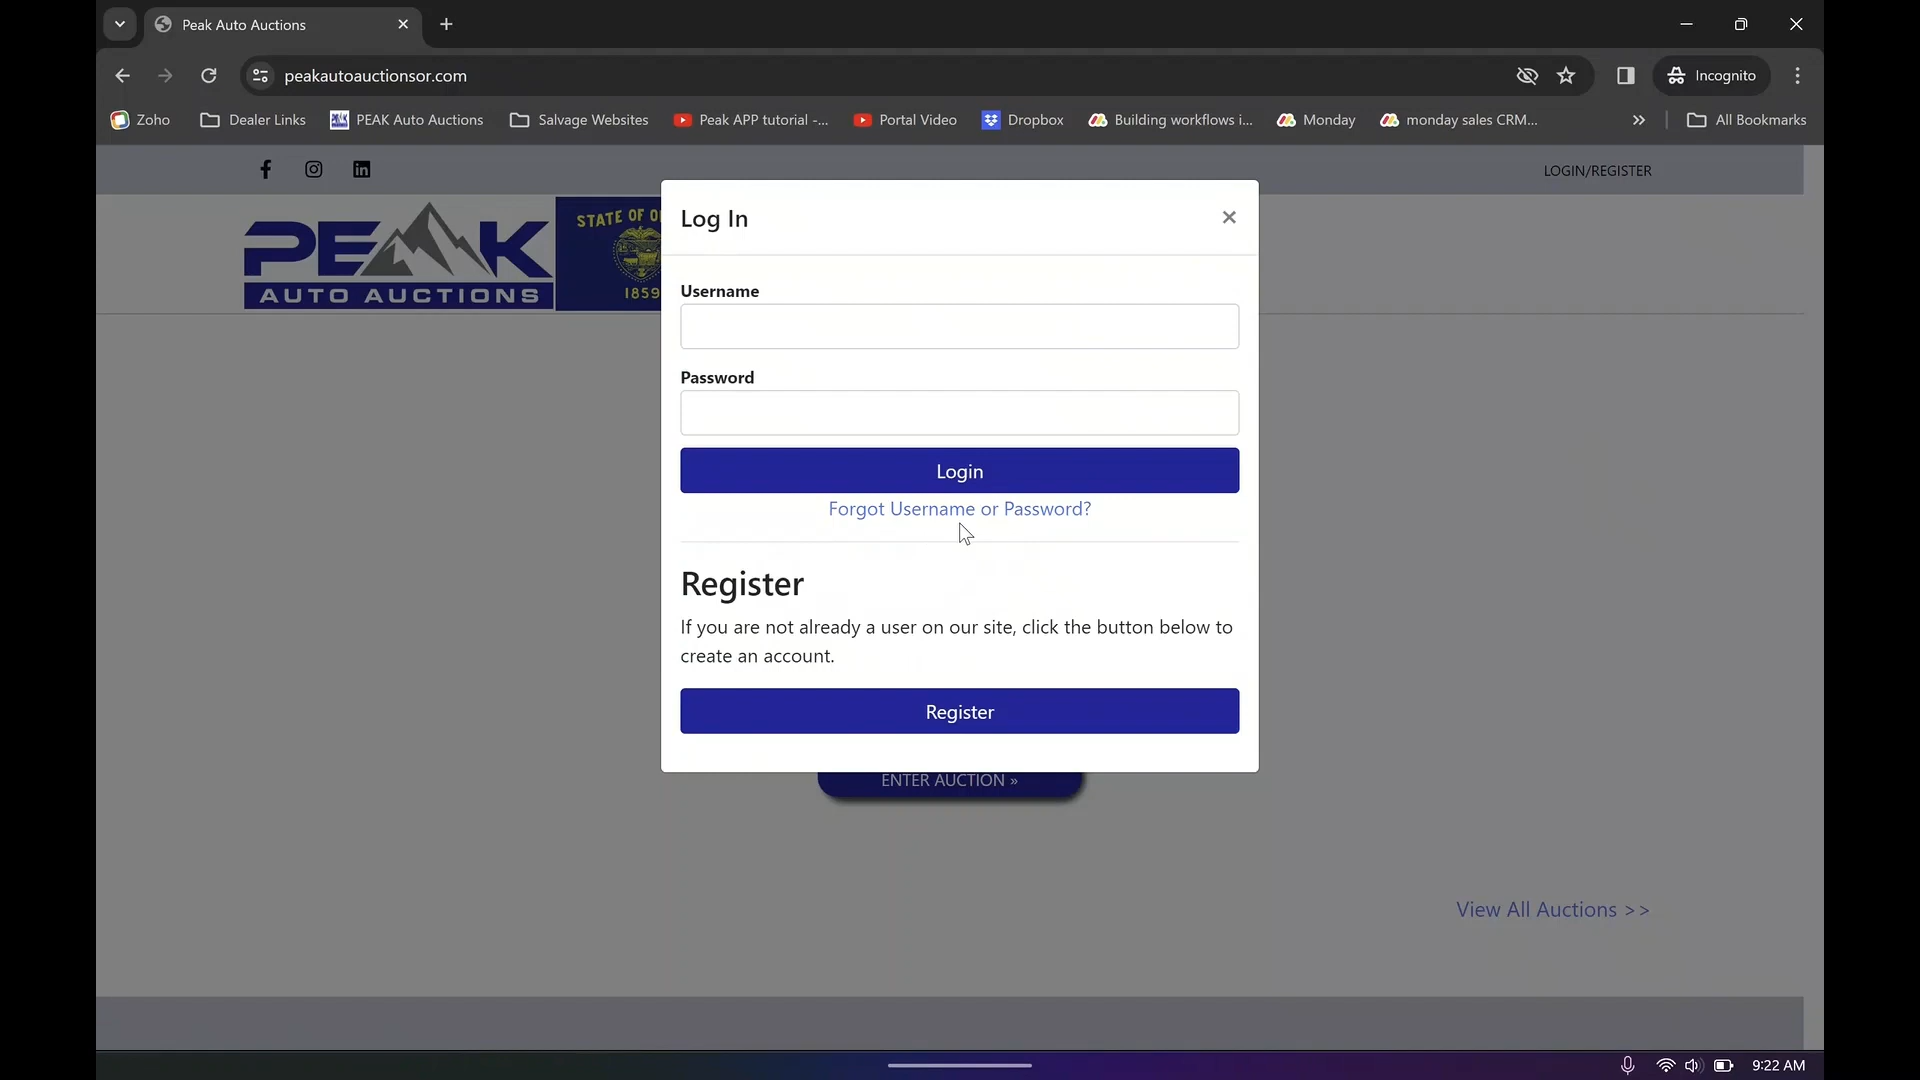 Peak Auto Auctions
peakautoauctionsor.com
Incognito
Zoho
Dealer Links
PEAK Auto Auctions
Salvage Websites
Peak APP tutorial -...
Portal Video
Dropbox
Building workflows i...
Monday
monday sales CRM...
»
All Bookmarks
LOGIN/REGISTER
PEAK
AUTO AUCTIONS
STATE OF O
1859
Log In
Username
Password
Login
Forgot Username or Password?
Register
If you are not already a user on our site, click the button below to
create an account.
Register
ENTER AUCTION »
View All Auctions >>
9:22 AM